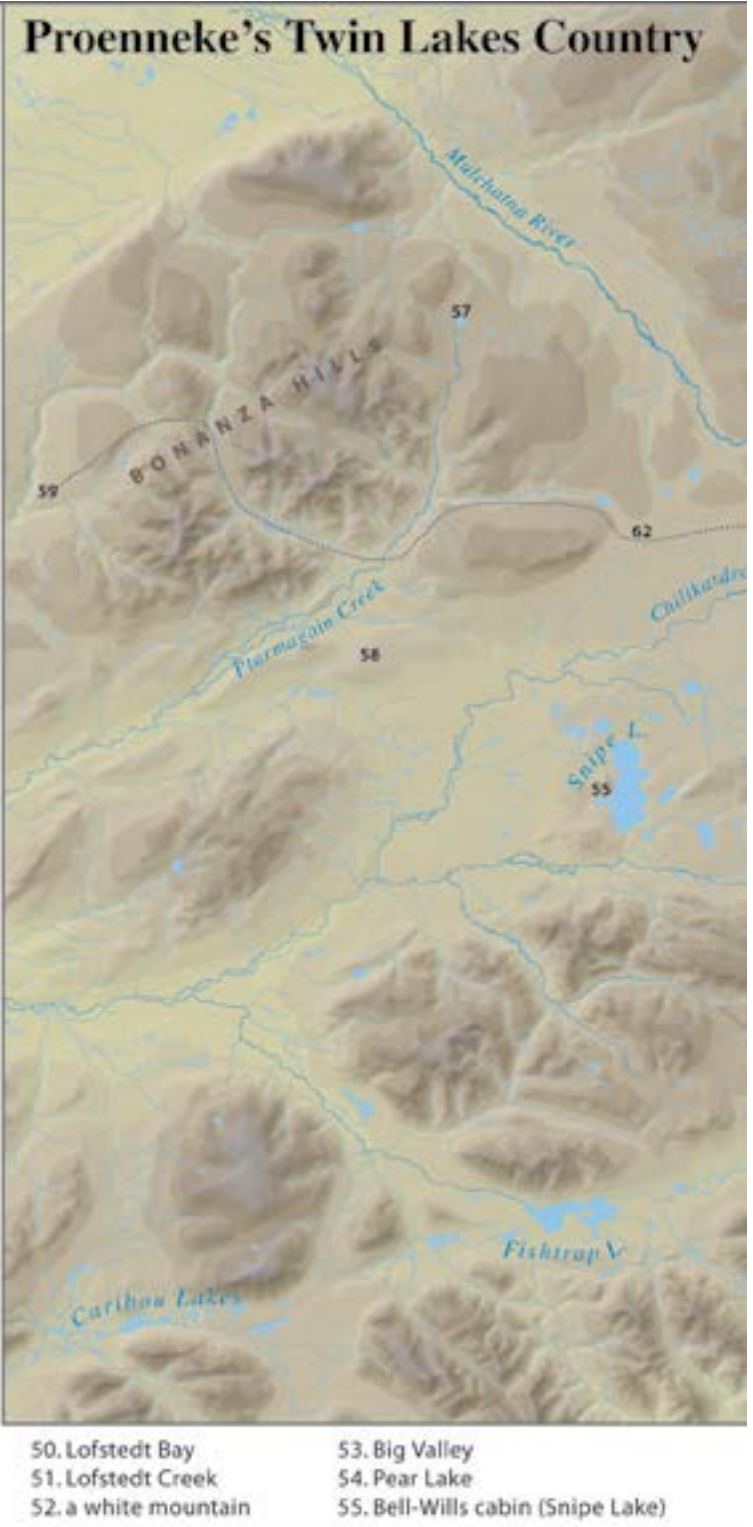 Proenneke's Twin Lakes Country
Mulchatna River
57
BONANZA HILLS
59
62
Ptarmagain Creek
58
Snipe L
55
Fishtrap L
Caribou Lakes
50. Lofstedt Bay
51. Lofstedt Creek
52. a white mountain
53. Big Valley
54. Pear Lake
55. Bell-Wills cabin (Snipe Lake)